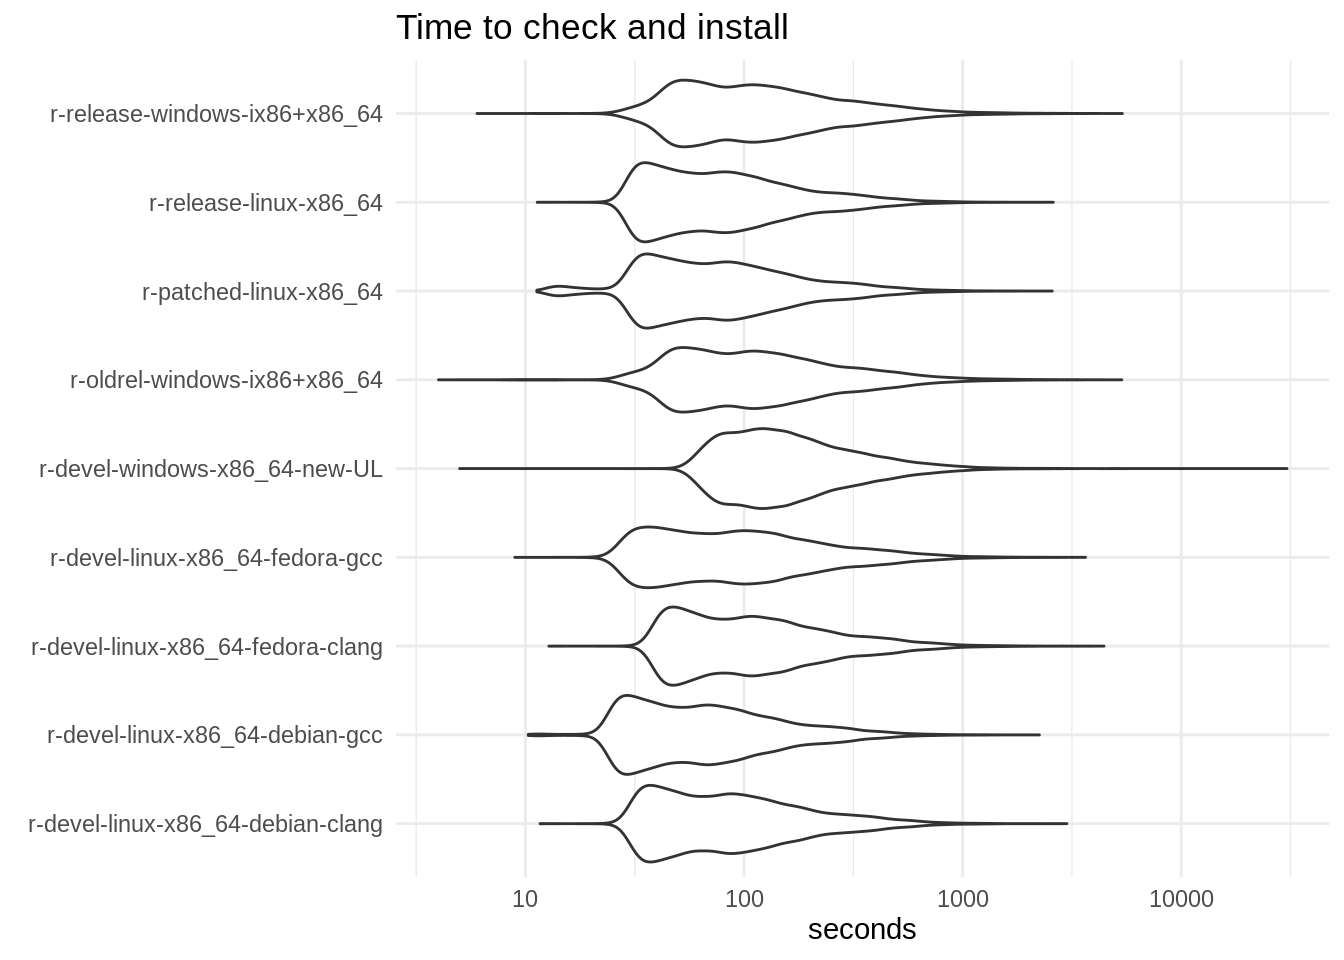 Time to check and install
r-release-windows-ix86+x86_64
r-release-linux-x86_64
r-patched-linux-x86_64
r-oldrel-windows-ix86+x86_64
r-devel-windows-x86_64-new-UL
r-devel-linux-x86_64-fedora-gcc
r-devel-linux-x86_64-fedora-clang
r-devel-linux-x86_64-debian-gcc
r-devel-linux-x86_64-debian-clang
10 100 1000 10000
seconds